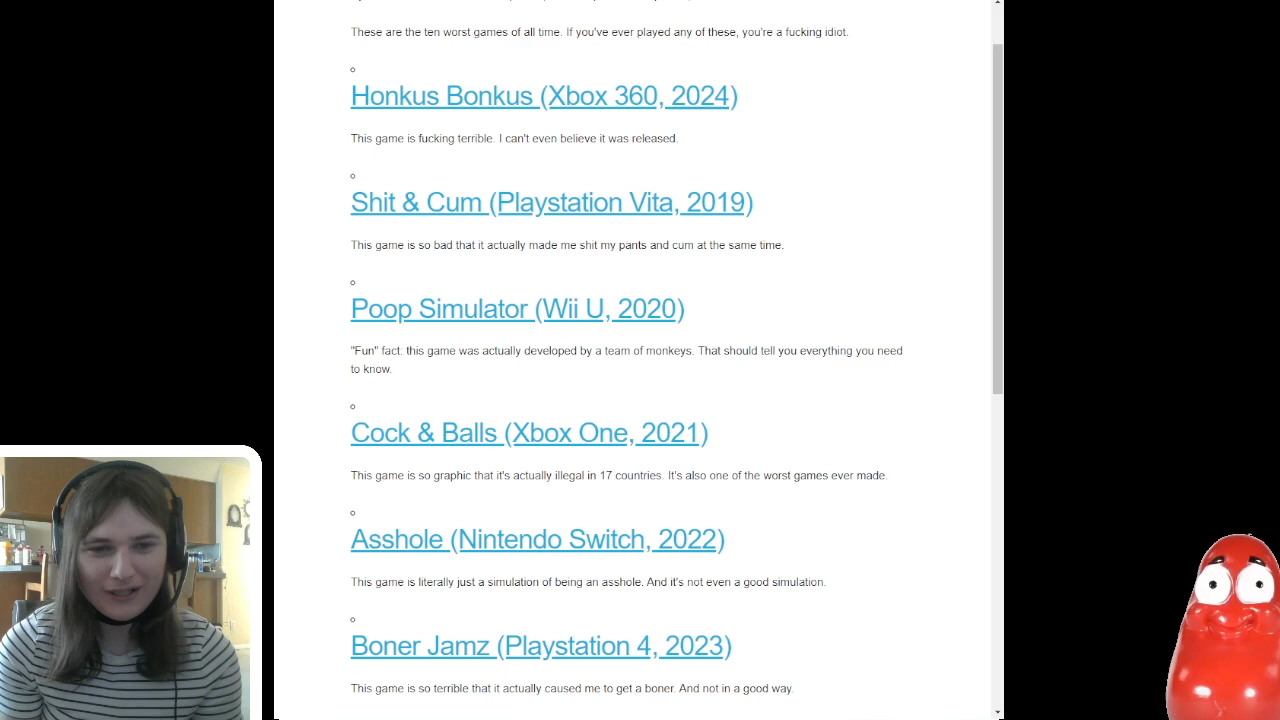 These are the ten worst games of all time. If you've ever played any of these, you're a fucking idiot.
Honkus Bonkus (Xbox 360, 2024)
This game is fucking terrible. I can't even believe it was released.
Shit & Cum (Playstation Vita, 2019)
This game is so bad that it actually made me shit my pants and cum at the same time.
Poop Simulator (Wii U, 2020)
"Fun" fact: this game was actually developed by a team of monkeys. That should tell you everything you need
to know.
Cock & Balls (Xbox One, 2021)
This game is so graphic that it's actually illegal in 17 countries. It's also one of the worst games ever made.
Asshole (Nintendo Switch, 2022)
This game is literally just a simulation of being an asshole. And it's not even a good simulation.
Boner Jamz (Playstation 4, 2023)
This game is so terrible that it actually caused me to get a boner. And not in a good way.